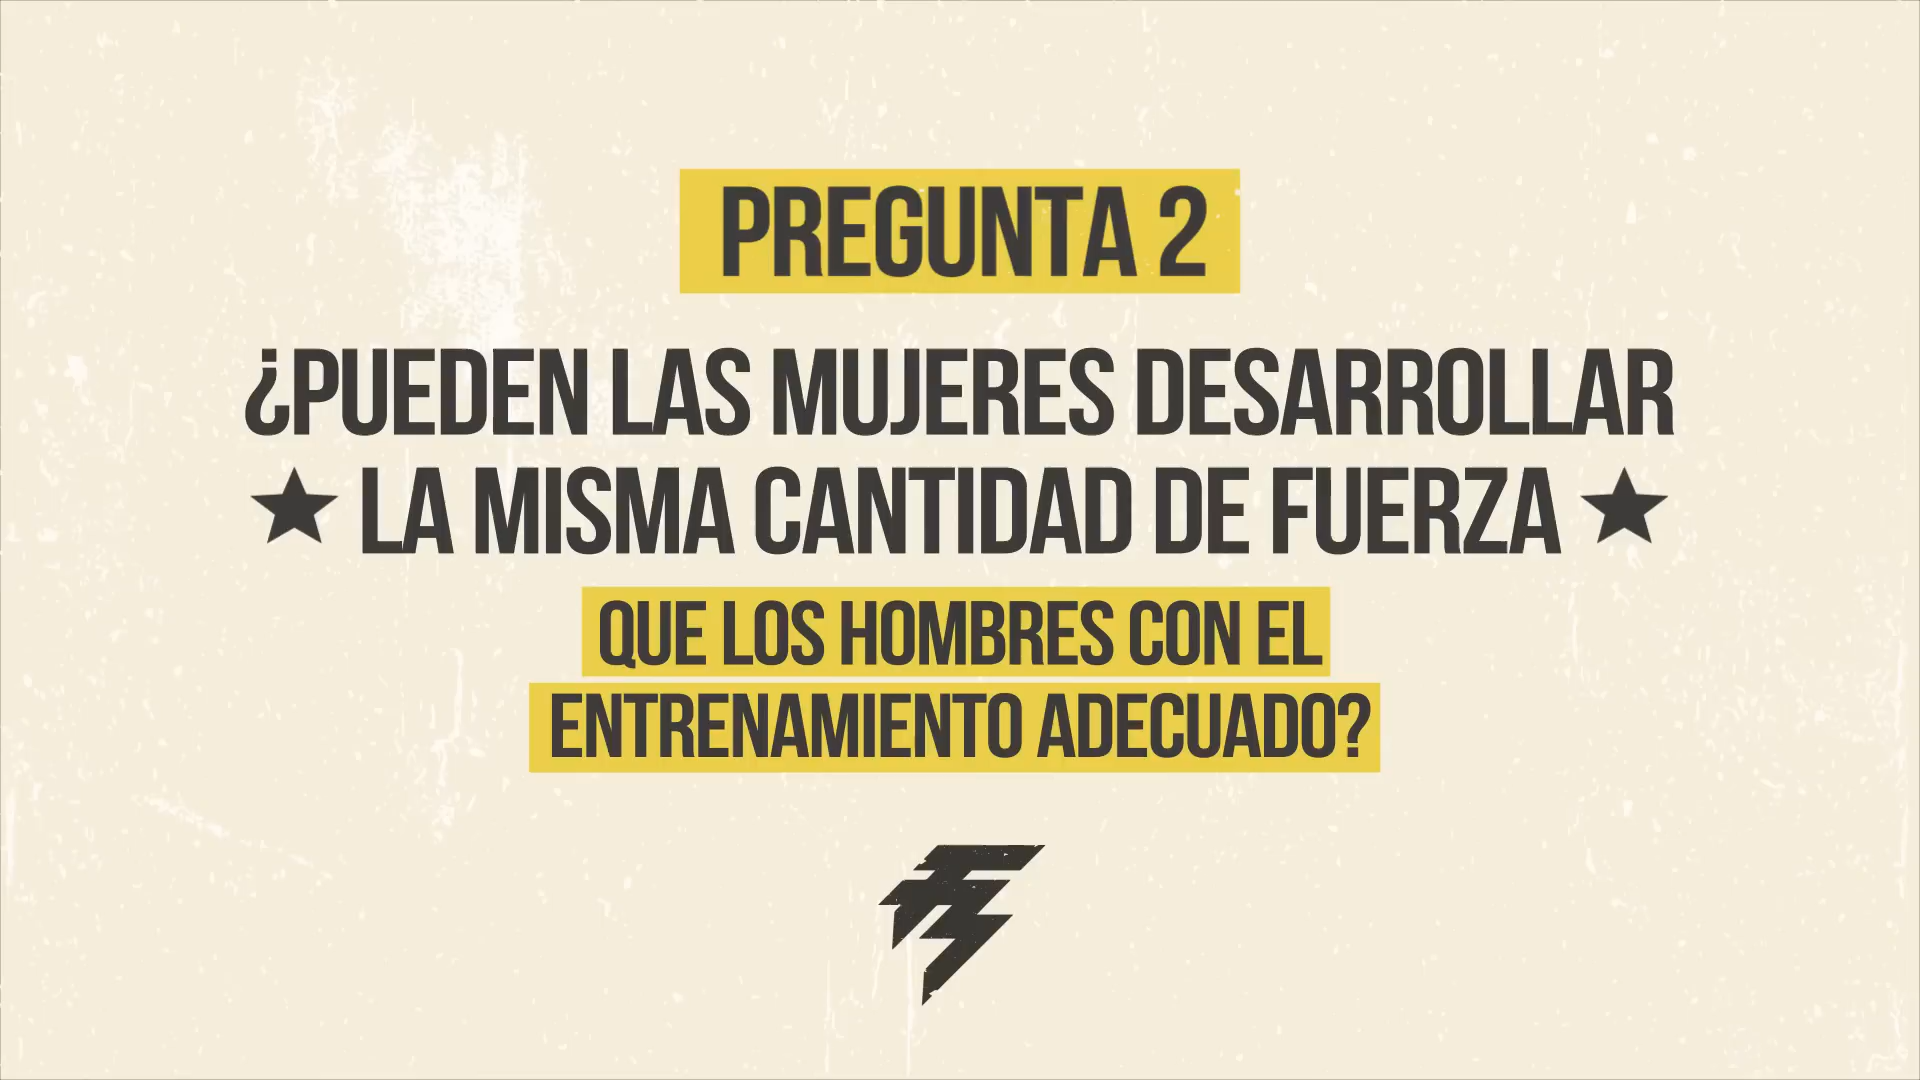 PREGUNTA 2
¿PUEDEN LAS MUJERES DESARROLLAR
LA MISMA CANTIDAD DE FUERZA
QUE LOS HOMBRES CON EL
ENTRENAMIENTO ADECUADO?